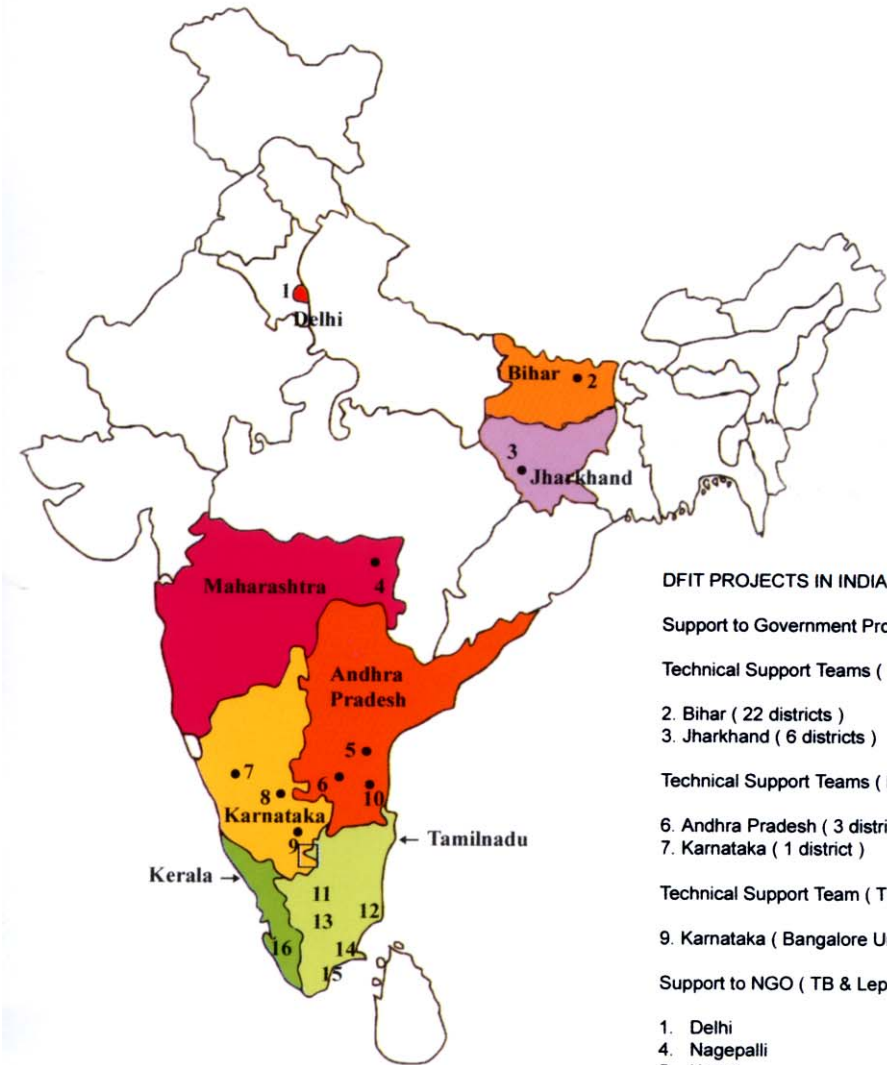 1
Delhi
Bihar
2
3
Jharkhand
Maharashtra
4
Andhra
Pradesh
5
6
10
7
8
Karnataka
9
Tamilnadu
Kerala
11
12
13
14
15
16
DFIT PROJECTS IN INDIA
Support to Government Pro
Technical Support Teams (
2. Bihar ( 22 districts )
3. Jharkhand ( 6 districts )
Technical Support Teams (
6. Andhra Pradesh ( 3 distri
7. Karnataka ( 1 district )
Technical Support Team ( T
9. Karnataka ( Bangalore U
Support to NGO ( TB & Lep
1. Delhi
4. Nagepalli